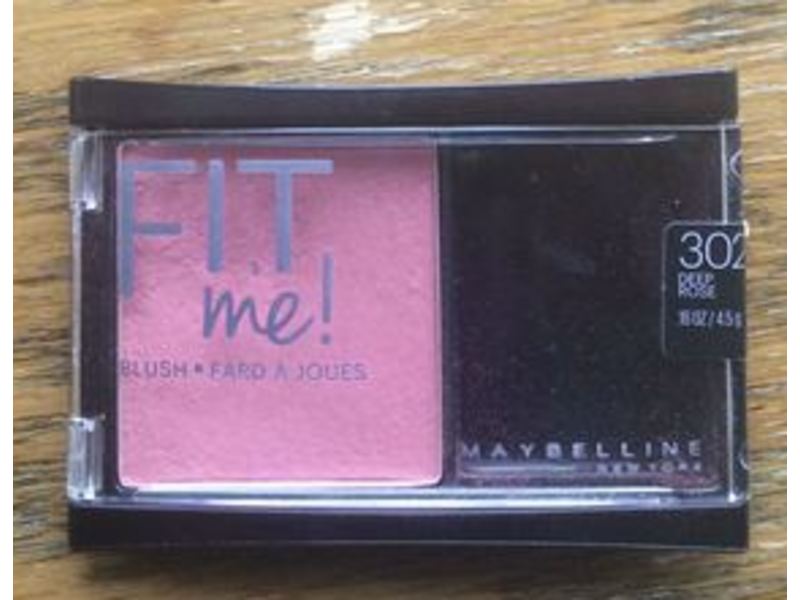 FIT
me!
BLUSH • FARD À JOUES
302
DEEP
ROSE
.16 OZ / 4.5 g
MAYBELLINE
NEW YORK